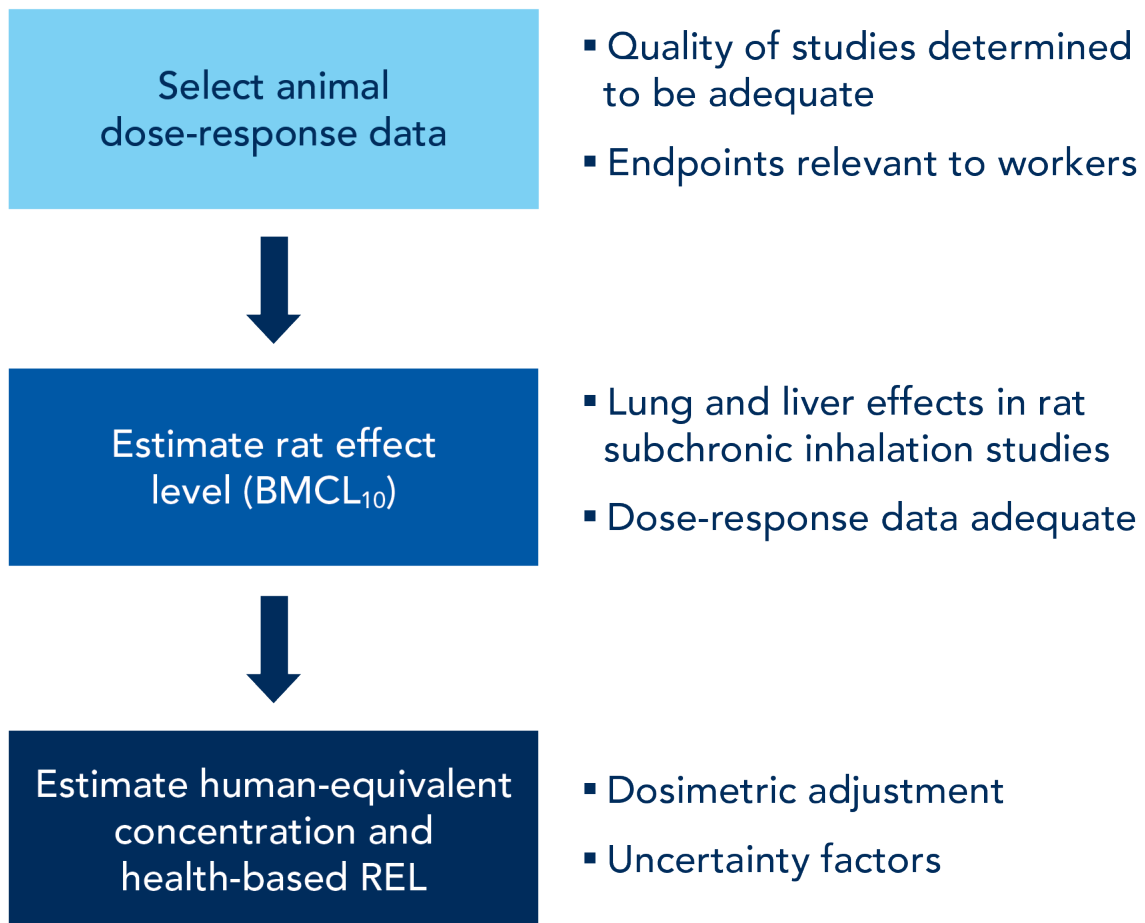 Select animal
dose-response data
▪ Quality of studies determined
to be adequate
▪ Endpoints relevant to workers
Estimate rat effect
level (BMCL₁₀)
▪ Lung and liver effects in rat
subchronic inhalation studies
▪ Dose-response data adequate
Estimate human-equivalent
concentration and
health-based REL
▪ Dosimetric adjustment
▪ Uncertainty factors